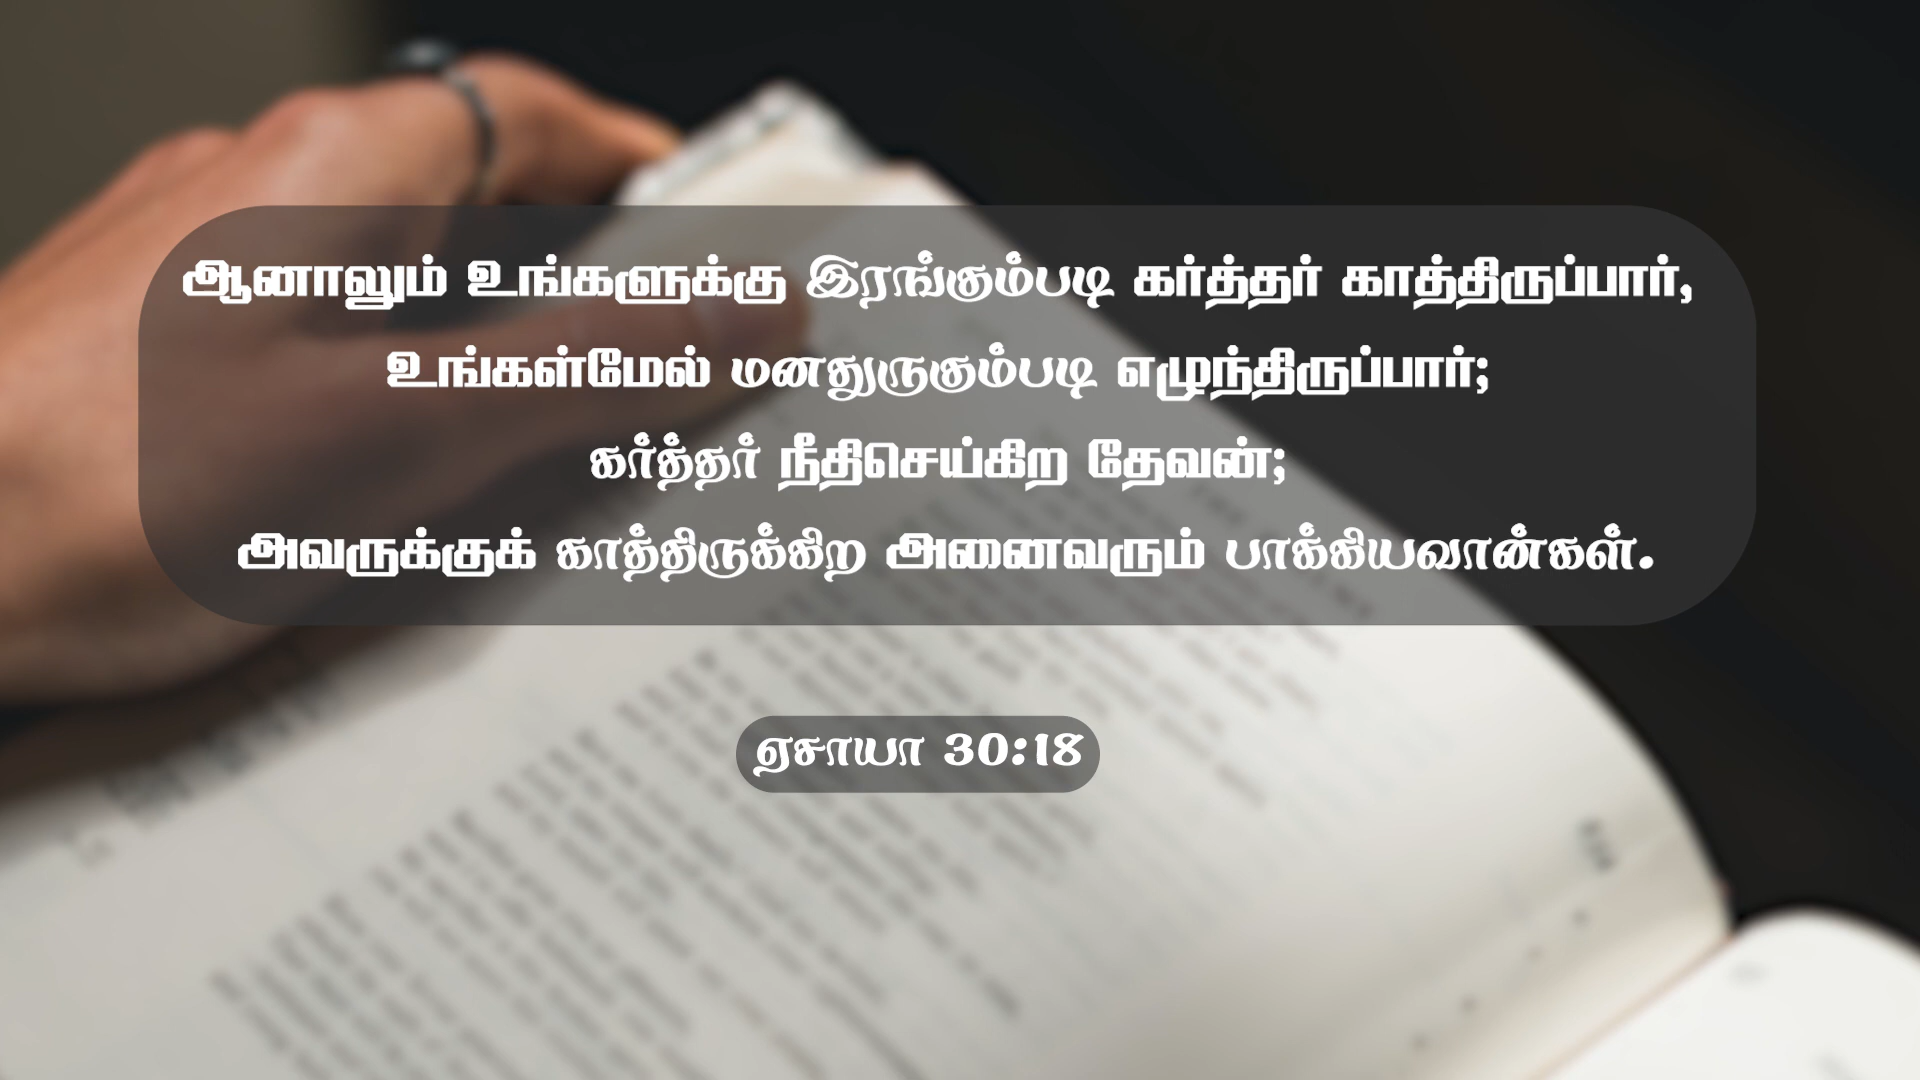 ஆனாலும் உங்களுக்கு இரங்கும்படி கர்த்தர் காத்திருப்பார்,
உங்கள்மேல் மனதுருகும்படி எழுந்திருப்பார்;
கர்த்தர் நீதிசெய்கிற தேவன்;
அவருக்குக் காத்திருக்கிற அனைவரும் பாக்கியவான்கள்.
ஏசாயா 30:18